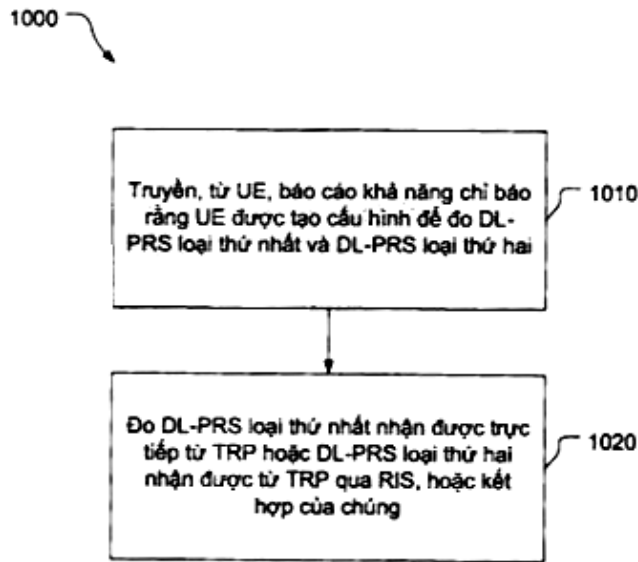 1000
Truyền, từ UE, báo cáo khả năng chỉ báo
rằng UE được tạo cấu hình để đo DL-
PRS loại thứ nhất và DL-PRS loại thứ hai
1010
Đo DL-PRS loại thứ nhất nhận được trực
tiếp từ TRP hoặc DL-PRS loại thứ hai
nhận được từ TRP qua RIS, hoặc kết
hợp của chúng
1020